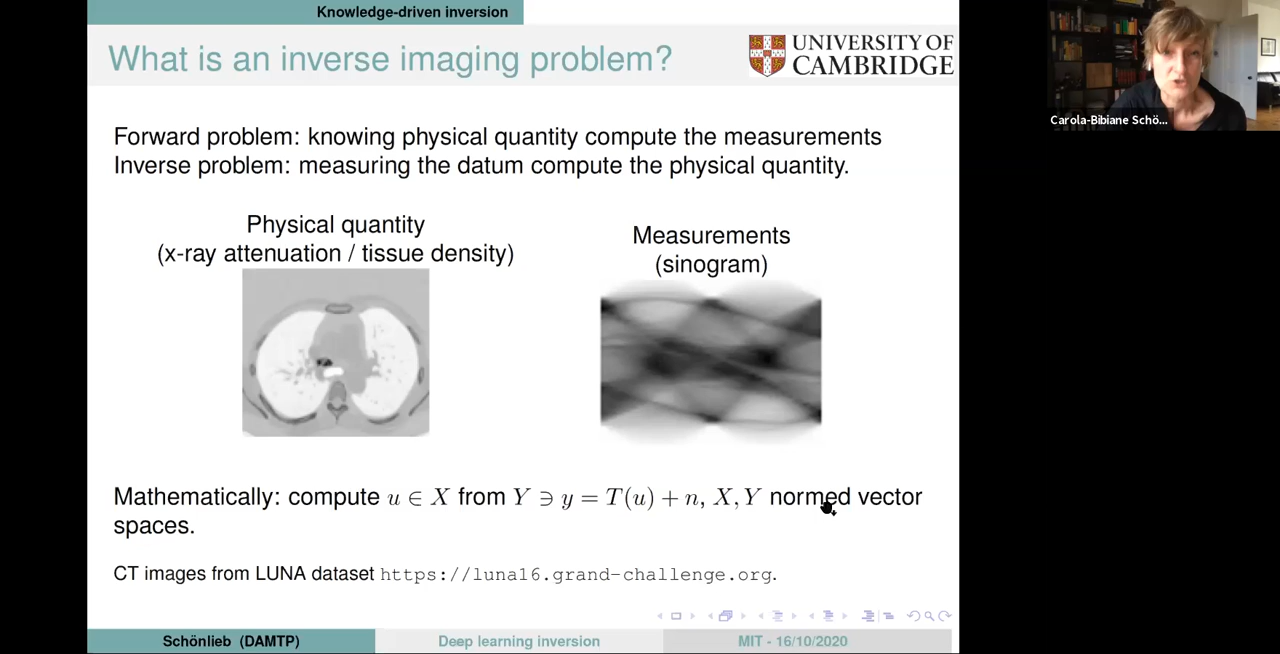 Knowledge-driven inversion
What is an inverse imaging problem?
UNIVERSITY OF
CAMBRIDGE
Carola-Bibiane Schö...
Forward problem: knowing physical quantity compute the measurements
Inverse problem: measuring the datum compute the physical quantity.
Physical quantity
(x-ray attenuation / tissue density)
Measurements
(sinogram)
Mathematically: compute u ∈ X from Y ∋ y = T(u) + n, X, Y normed vector
spaces.
CT images from LUNA dataset https://luna16.grand-challenge.org.
Schönlieb (DAMTP)
Deep learning inversion
MIT - 16/10/2020